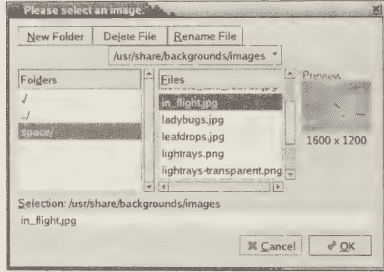 Please select an image.
New Folder Delete File Rename File
/usr/share/backgrounds/images
Folders
Files
Preview
./
../
space/
in_flight.jpg
ladybugs.jpg
leafdrops.jpg
lightrays.png
lightrays-transparent.png
1600 x 1200
Selection: /usr/share/backgrounds/images
in_flight.jpg
Cancel OK